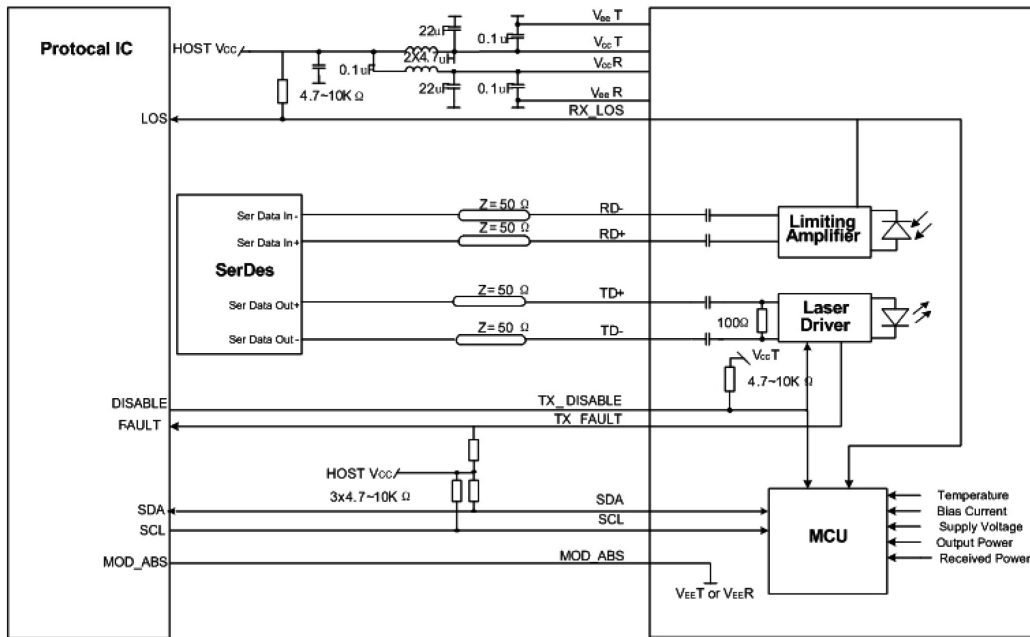 Protocal IC
HOST Vcc
22uF
0.1uF
VeeT
VccT
2X4.7uH
0.1uF
VccR
22uF
0.1uF
VeeR
4.7~10K Ω
LOS
RX_LOS
Z= 50 Ω
Ser Data In -
RD-
Limiting
Amplifier
Z= 50 Ω
Ser Data In+
RD+
SerDes
Z= 50 Ω
Ser Data Out+
TD+
Laser
Driver
100Ω
Z= 50 Ω
Ser Data Out -
TD-
VccT
4.7~10K Ω
DISABLE
TX_DISABLE
FAULT
TX_FAULT
HOST Vcc
3x4.7~10K Ω
SDA
SDA
SCL
SCL
MCU
Temperature
Bias Current
Supply Voltage
Output Power
Received Power
MOD_ABS
MOD_ABS
VEET or VEER